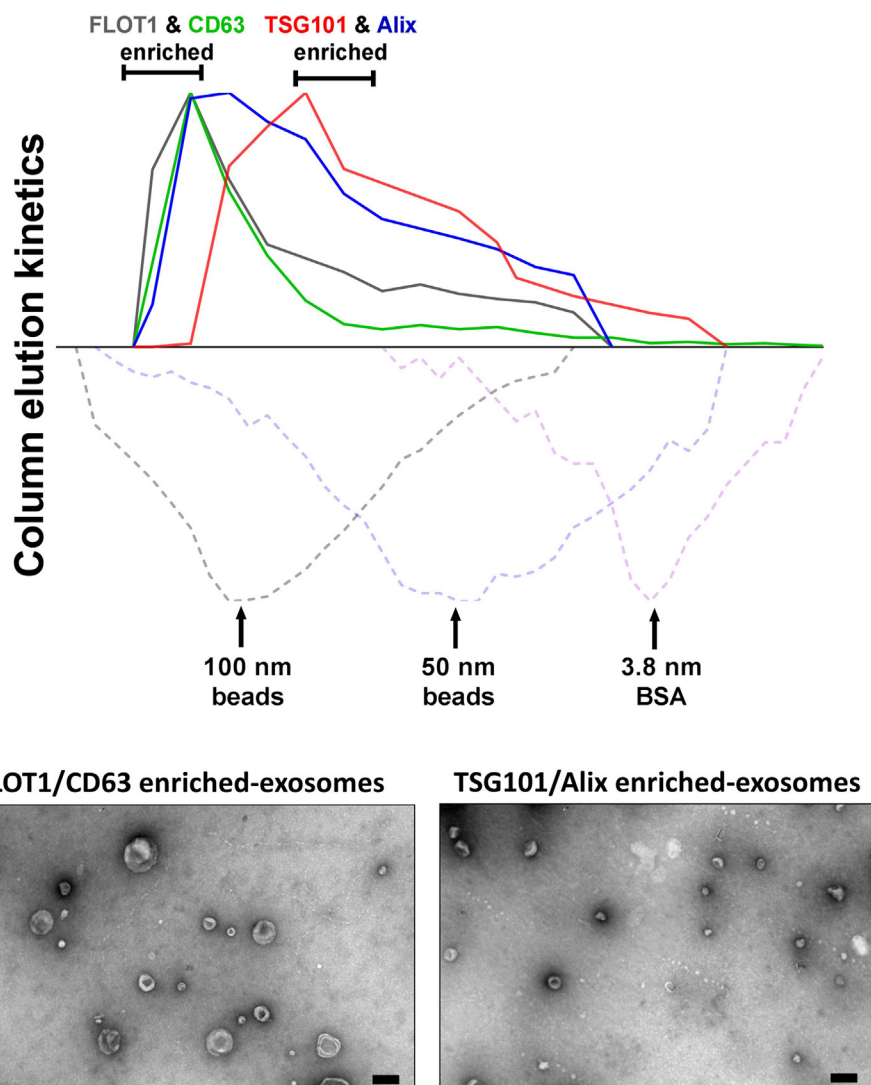 FLOT1 & CD63 TSG101 & Alix
enriched enriched
Column elution kinetics
100 nm
beads
50 nm
beads
3.8 nm
BSA
LOT1/CD63 enriched-exosomes
TSG101/Alix enriched-exosomes